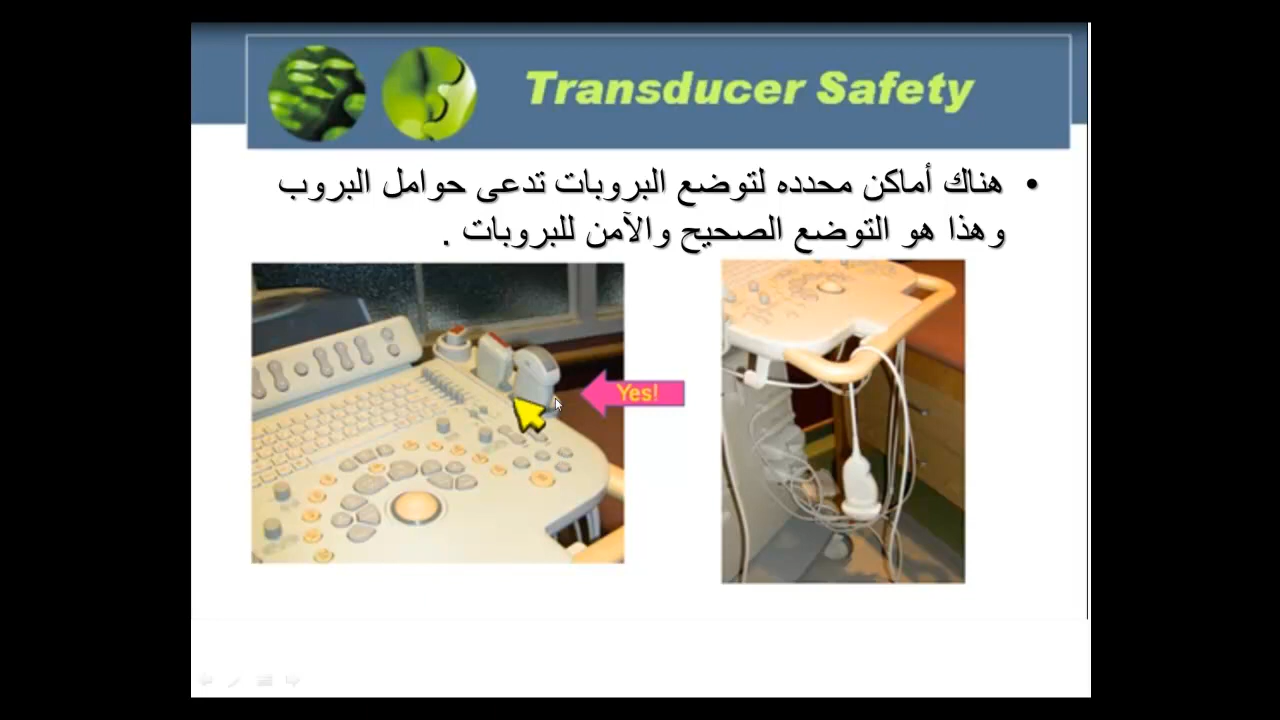 Transducer Safety
• هناك أماكن محدده لتوضع البروبات تدعى حوامل البروب
وهذا هو التوضع الصحيح والآمن للبروبات .
Yes!